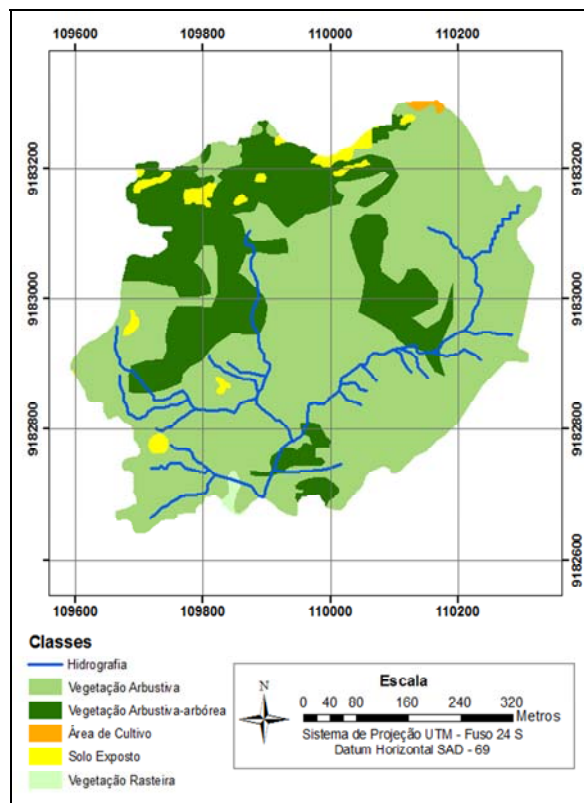 109600 109800 110000 110200
9183200 9183200
9183000 9183000
9182800 9182800
9182600 9182600
109600 109800 110000 110200
Classes
Hidrografia
Vegetação Arbustiva
Vegetação Arbustiva-arbórea
Área de Cultivo
Solo Exposto
Vegetação Rasteira
N
Escala
0 40 80 160 240 320
Metros
Sistema de Projeção UTM - Fuso 24 S
Datum Horizontal SAD - 69